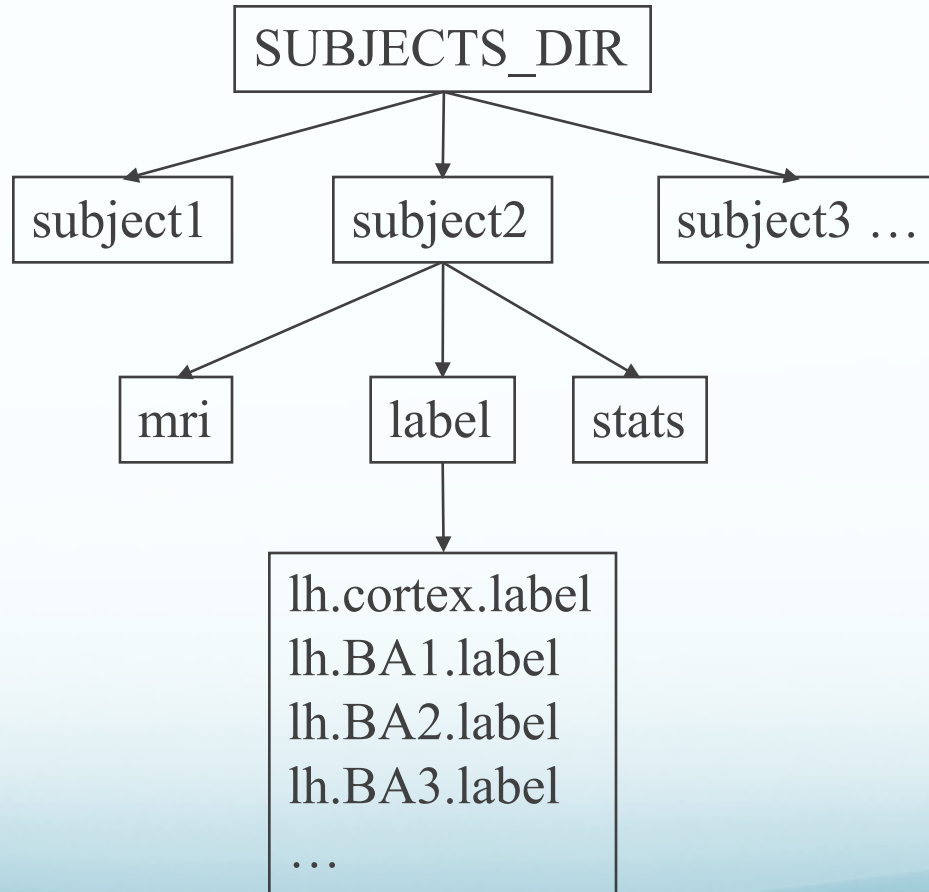 SUBJECTS_DIR
subject1
subject2
subject3 …
mri
label
stats
lh.cortex.label
lh.BA1.label
lh.BA2.label
lh.BA3.label
…